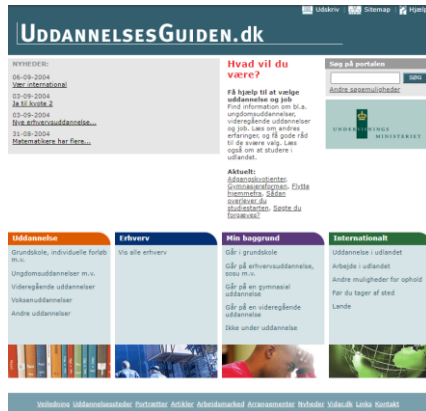 Udskriv | Sitemap | Hjælp
UDDANNELSESGUIDEN.dk
NYHEDER:
06-09-2004
Vær international
03-09-2004
Ja til kvote 2
03-09-2004
Nye erhvervsuddannelse...
31-08-2004
Matematikere har flere...
Hvad vil du
være?
Få hjælp til at vælge
uddannelse og job
Find information om bl.a.
ungdomsuddannelser,
videregående uddannelser
og job. Læs om andres
erfaringer, og få gode råd
til de svære valg. Læs
også om at studere i
udlandet.
Aktuelt:
Adgangskvotienter,
Gymnasiereformen, Flytte
hjemmefra, Sådan
overlever du
studiestarten, Søgte du
forgæves?
Søg på portalen
SØG
Andre søgemuligheder
UNDERVISNINGS
MINISTERIET
Uddannelse
Grundskole, individuelle forløb
m.v.
Ungdomsuddannelser m.v.
Videregående uddannelser
Voksenuddannelser
Andre uddannelser
Erhverv
Vis alle erhverv
Min baggrund
Går i grundskole
Går på erhvervsuddannelse,
sosu m.v.
Går på en gymnasial
uddannelse
Går på en videregående
uddannelse
Ikke under uddannelse
Internationalt
Uddannelse i udlandet
Arbejde i udlandet
Andre muligheder for ophold
Før du tager af sted
Lande
Vejledning Uddannelsessteder Portrætter Artikler Arbejdsmarked Arrangementer Nyheder Vidar.dk Links Kontakt